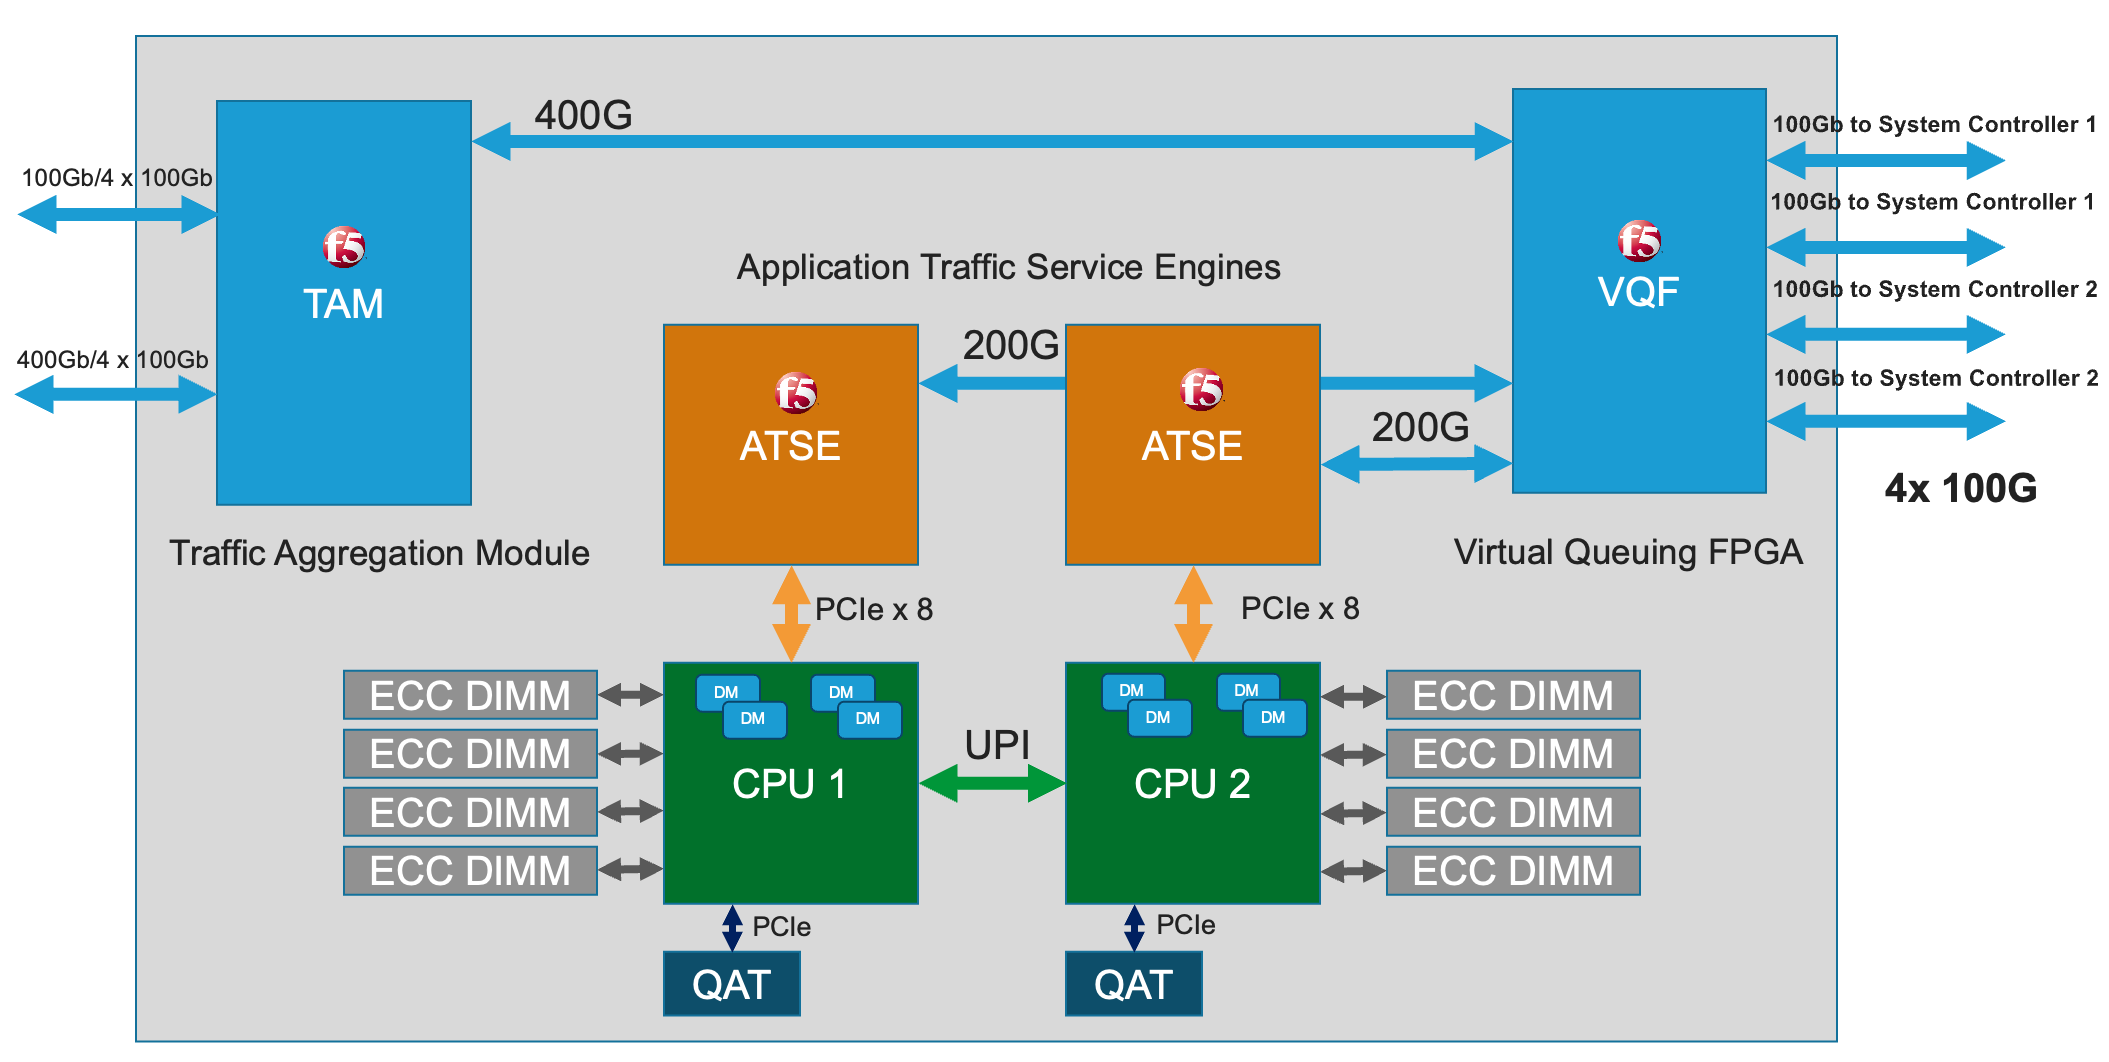 400G
100Gb to System Controller 1
100Gb/4 x 100Gb
100Gb to System Controller 1
f5
TAM
f5
VQF
Application Traffic Service Engines
100Gb to System Controller 2
400Gb/4 x 100Gb
200G
100Gb to System Controller 2
f5
ATSE
f5
ATSE
200G
4x 100G
Traffic Aggregation Module
Virtual Queuing FPGA
PCIe x 8
PCIe x 8
ECC DIMM
ECC DIMM
ECC DIMM
ECC DIMM
DM
DM
DM
DM
CPU 1
UPI
DM
DM
DM
DM
CPU 2
ECC DIMM
ECC DIMM
ECC DIMM
ECC DIMM
PCIe
PCIe
QAT
QAT